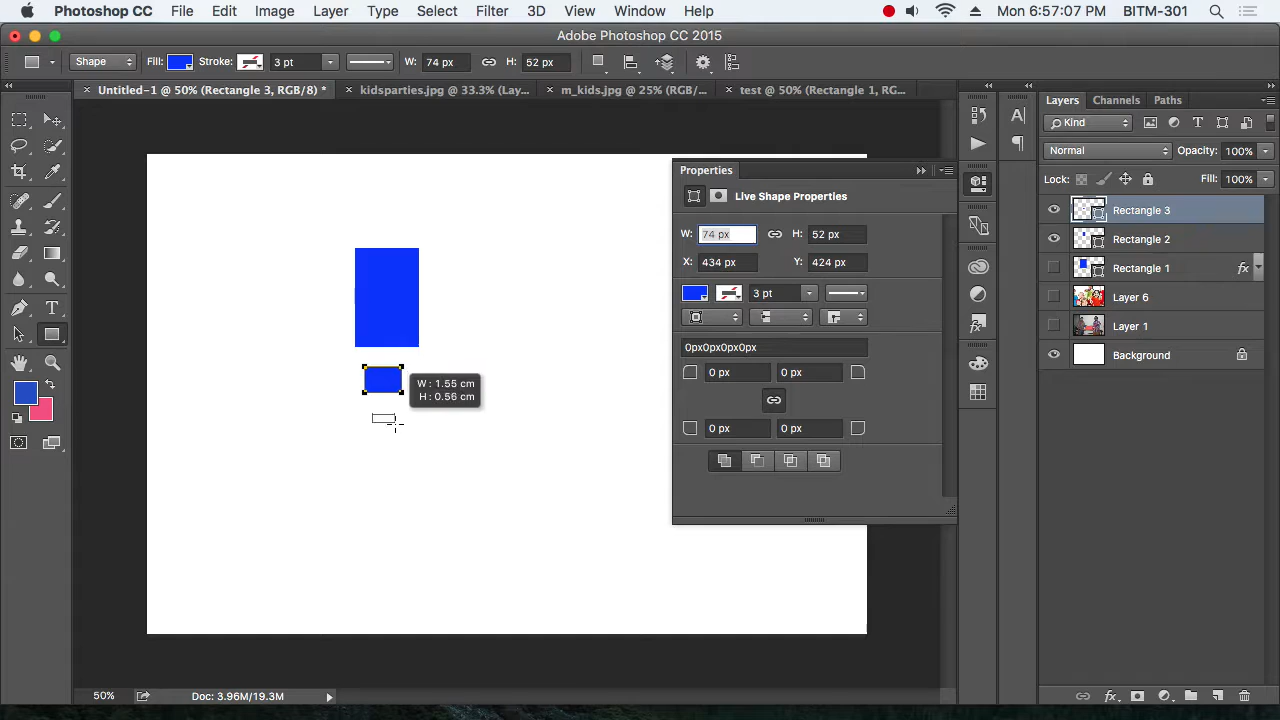 Photoshop CC File Edit Image Layer Type Select Filter 3D View Window Help Mon 6:57:07 PM BITM-301
Adobe Photoshop CC 2015
Shape Fill: Stroke: 3 pt W: 74 px H: 52 px
Untitled-1 @ 50% (Rectangle 3, RGB/8) * kidsparties.jpg @ 33.3% (La... m_kids.jpg @ 25% (RGB/... test @ 50% (Rectangle 1, RG...
Layers Channels Paths
Kind
Normal Opacity: 100%
Lock: Fill: 100%
Rectangle 3
Rectangle 2
Rectangle 1 fx
Layer 6
Layer 1
Background
Properties
Live Shape Properties
W: 74 px H: 52 px
X: 434 px Y: 424 px
3 pt
0px0px0px0px
0 px 0 px
0 px 0 px
W : 1.55 cm
H : 0.56 cm
50% Doc: 3.96M/19.3M
fx